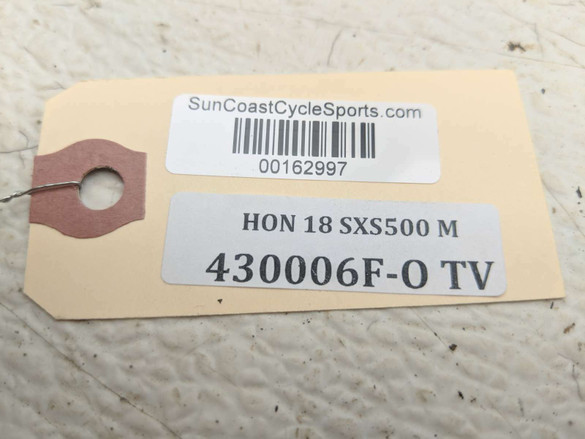 SunCoastCycleSports.com
00162997
HON 18 SXS500 M
430006F-O TV